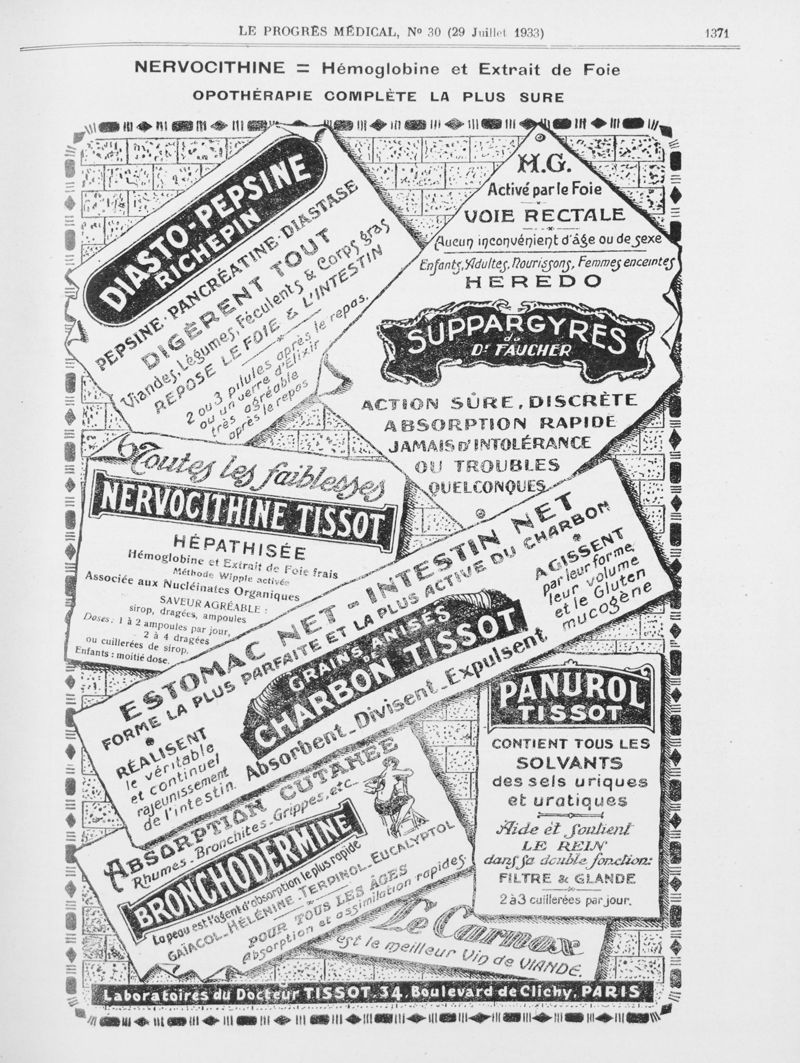 LE PROGRÈS MÉDICAL, Nº 30 (29 Juillet 1933)
1371
NERVOCITHINE = Hémoglobine et Extrait de Foie
OPOTHÉRAPIE COMPLÈTE LA PLUS SURE
DIASTO-PEPSINE
RICHEPIN
PEPSINE-PANCRÉATINE-DIASTASE
DIGÈRENT TOUT
Viandes, Légumes, Féculents & Corps gras
REPOSE LE FOIE & L'INTESTIN
2 ou 3 pilules après le repas.
ou un verre d'Élixir
très agréable
après le repas
H.G.
Activé par le Foie
VOIE RECTALE
Aucun inconvénient d'âge ou de sexe
Enfants, Adultes, Nourissons, Femmes enceintes
HEREDO
SUPPARGYRES
du
Dr FAUCHER
ACTION SÛRE, DISCRÈTE
ABSORPTION RAPIDE
JAMAIS D'INTOLÉRANCE
OU TROUBLES
QUELCONQUES
Toutes les faiblesses
NERVOCITHINE TISSOT
HÉPATHISÉE
Hémoglobine et Extrait de Foie frais
Méthode Wipple activée
Associée aux Nucléinates Organiques
SAVEUR AGRÉABLE :
sirop, dragées, ampoules
Doses : 1 à 2 ampoules par jour,
2 à 4 dragées
ou cuillerées de sirop.
Enfants : moitié dose.
ESTOMAC NET - INTESTIN NET
FORME LA PLUS PARFAITE ET LA PLUS ACTIVE DU CHARBON
GRAINS ANISÉS
DE
CHARBON TISSOT
Absorbent_Divisent_Expulsent
RÉALISENT
le véritable
et continuel
rajeunissement
de l'intestin.
AGISSENT
par leur forme,
leur volume
et le Gluten
mucogène
PANUROL
TISSOT
CONTIENT TOUS LES
SOLVANTS
des sels uriques
et uratiques
Aide et Soutient
LE REIN
dans sa double fonction:
FILTRE & GLANDE
2 à 3 cuillerées par jour.
ABSORPTION CUTANÉE
Rhumes-Bronchites-Grippes, etc..
BRONCHODERMINE
La peau est l'agent d'absorption le plus rapide
GAÏACOL_HÉLÉNINE_TERPINOL_EUCALYPTOL
POUR TOUS LES ÂGES
Absorption et assimilation rapides
Le Carnox
est le meilleur Vin de VIANDE.
Laboratoires du Docteur TISSOT, 34, Boulevard de Clichy, PARIS